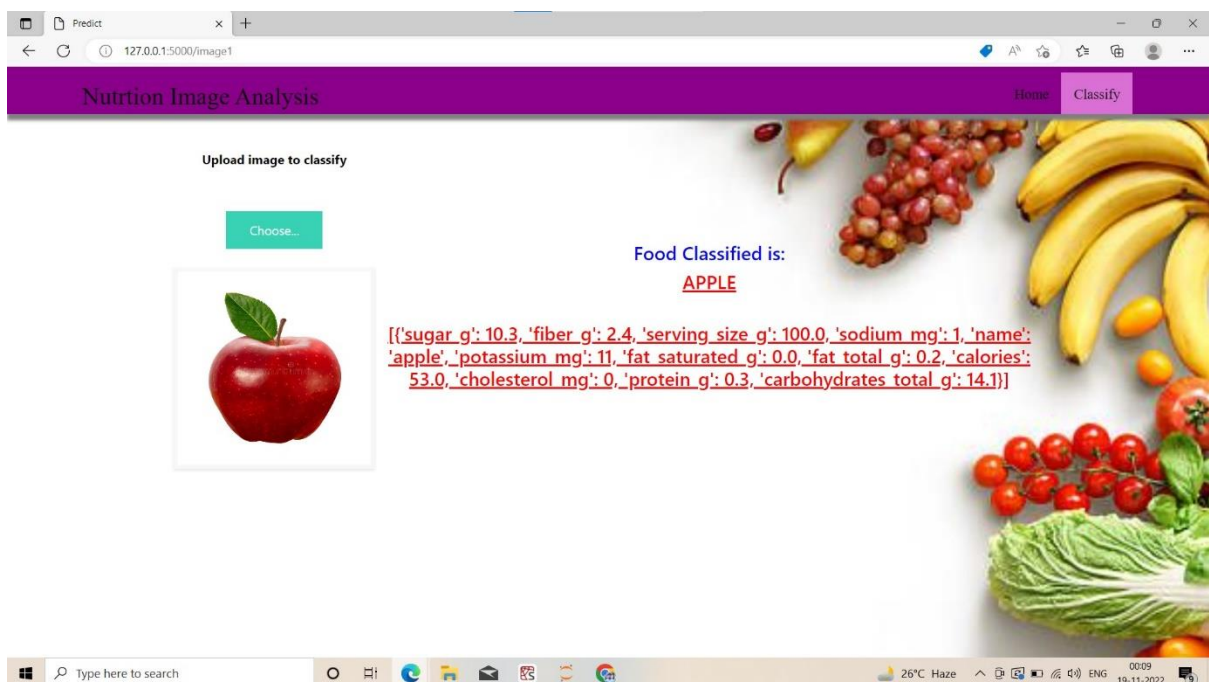 Predict
127.0.0.1:5000/image1
Nutrtion Image Analysis
Home
Classify
Upload image to classify
Choose...
Food Classified is:
APPLE
[{'sugar_g': 10.3, 'fiber_g': 2.4, 'serving_size_g': 100.0, 'sodium_mg': 1, 'name':
'apple', 'potassium_mg': 11, 'fat_saturated_g': 0.0, 'fat_total_g': 0.2, 'calories':
53.0, 'cholesterol_mg': 0, 'protein_g': 0.3, 'carbohydrates_total_g': 14.1}]
Type here to search
26°C Haze
ENG
00:09
19-11-2022